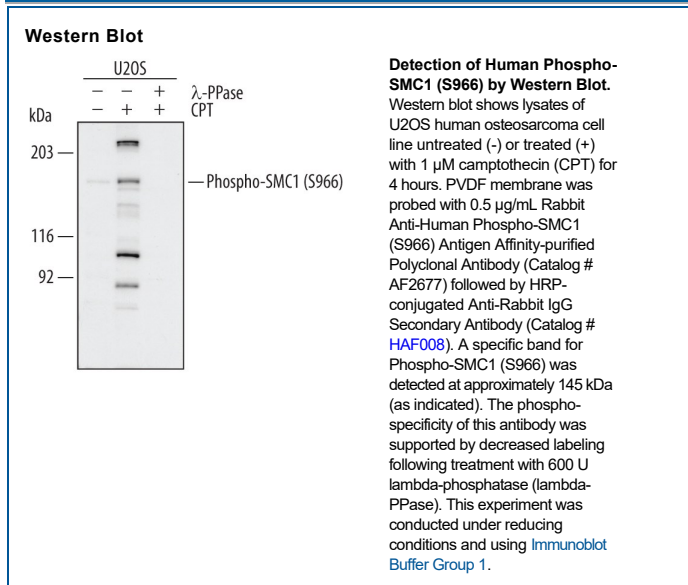 Western Blot
U2OS
− − + λ-PPase
− + + CPT
kDa
203
Phospho-SMC1 (S966)
116
92
Detection of Human Phospho-
SMC1 (S966) by Western Blot.
Western blot shows lysates of
U2OS human osteosarcoma cell
line untreated (-) or treated (+)
with 1 µM camptothecin (CPT) for
4 hours. PVDF membrane was
probed with 0.5 µg/mL Rabbit
Anti-Human Phospho-SMC1
(S966) Antigen Affinity-purified
Polyclonal Antibody (Catalog #
AF2677) followed by HRP-
conjugated Anti-Rabbit IgG
Secondary Antibody (Catalog #
HAF008). A specific band for
Phospho-SMC1 (S966) was
detected at approximately 145 kDa
(as indicated). The phospho-
specificity of this antibody was
supported by decreased labeling
following treatment with 600 U
lambda-phosphatase (lambda-
PPase). This experiment was
conducted under reducing
conditions and using Immunoblot
Buffer Group 1.